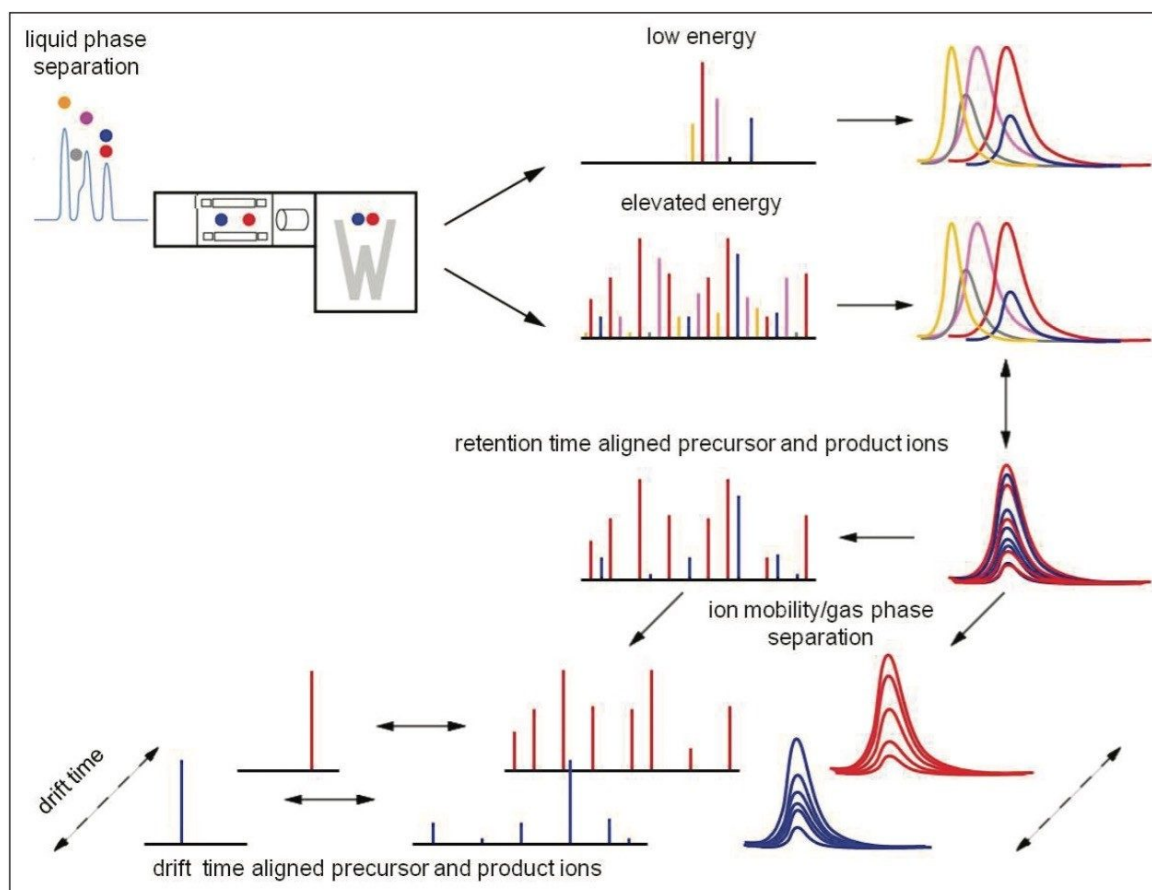 liquid phase
separation
low energy
elevated energy
W
retention time aligned precursor and product ions
ion mobility/gas phase
separation
drift time
drift time aligned precursor and product ions